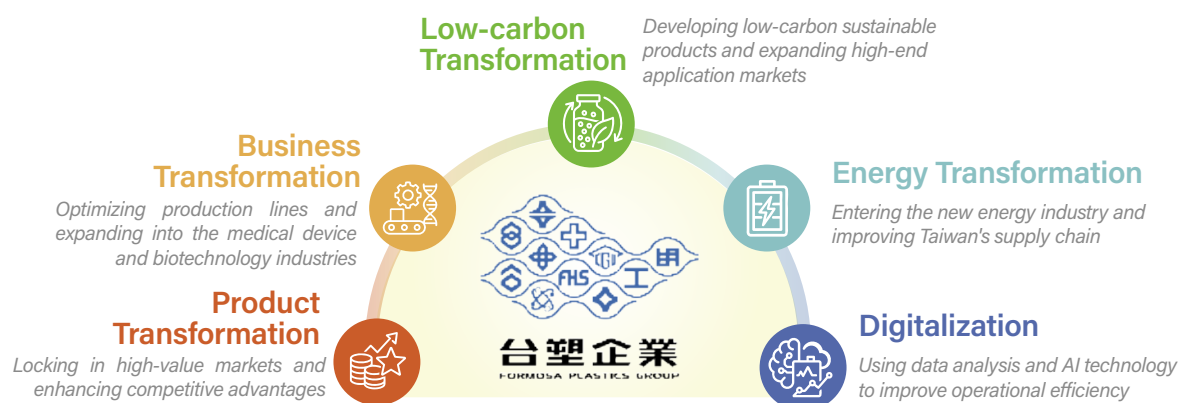 Low-carbon
Transformation
Developing low-carbon sustainable
products and expanding high-end
application markets
Business
Transformation
Optimizing production lines and
expanding into the medical device
and biotechnology industries
Energy Transformation
Entering the new energy industry and
improving Taiwan's supply chain
Product
Transformation
Locking in high-value markets and
enhancing competitive advantages
Digitalization
Using data analysis and AI technology
to improve operational efficiency
FHS
台塑企業
FORMOSA PLASTICS GROUP